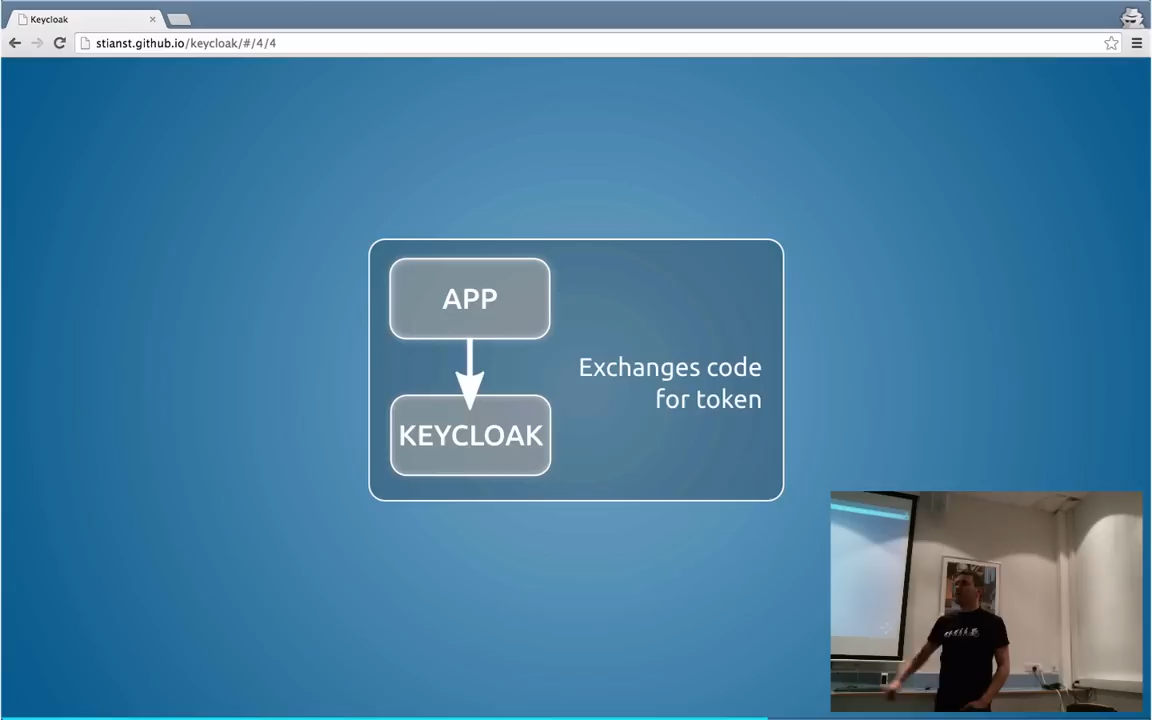 Keycloak
stianst.github.io/keycloak/#/4/4
APP
Exchanges code
for token
KEYCLOAK